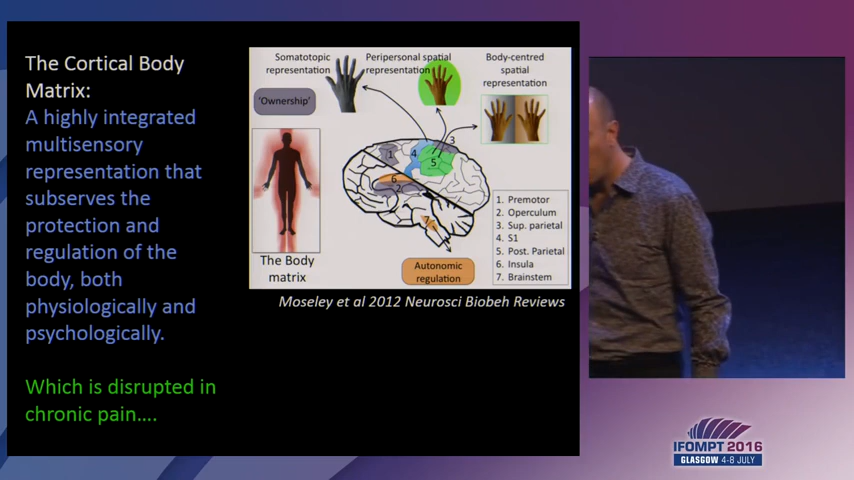 The Cortical Body
Matrix:
A highly integrated
multisensory
representation that
subserves the
protection and
regulation of the
body, both
physiologically and
psychologically.
Which is disrupted in
chronic pain....
Somatotopic
representation
Peripersonal spatial
representation
Body-centred
spatial
representation
'Ownership'
1
4
3
5
6
2
7
The Body
matrix
Autonomic
regulation
1. Premotor
2. Operculum
3. Sup. parietal
4. S1
5. Post. Parietal
6. Insula
7. Brainstem
Moseley et al 2012 Neurosci Biobeh Reviews
IFOMPT 2016
GLASGOW 4-8 JULY